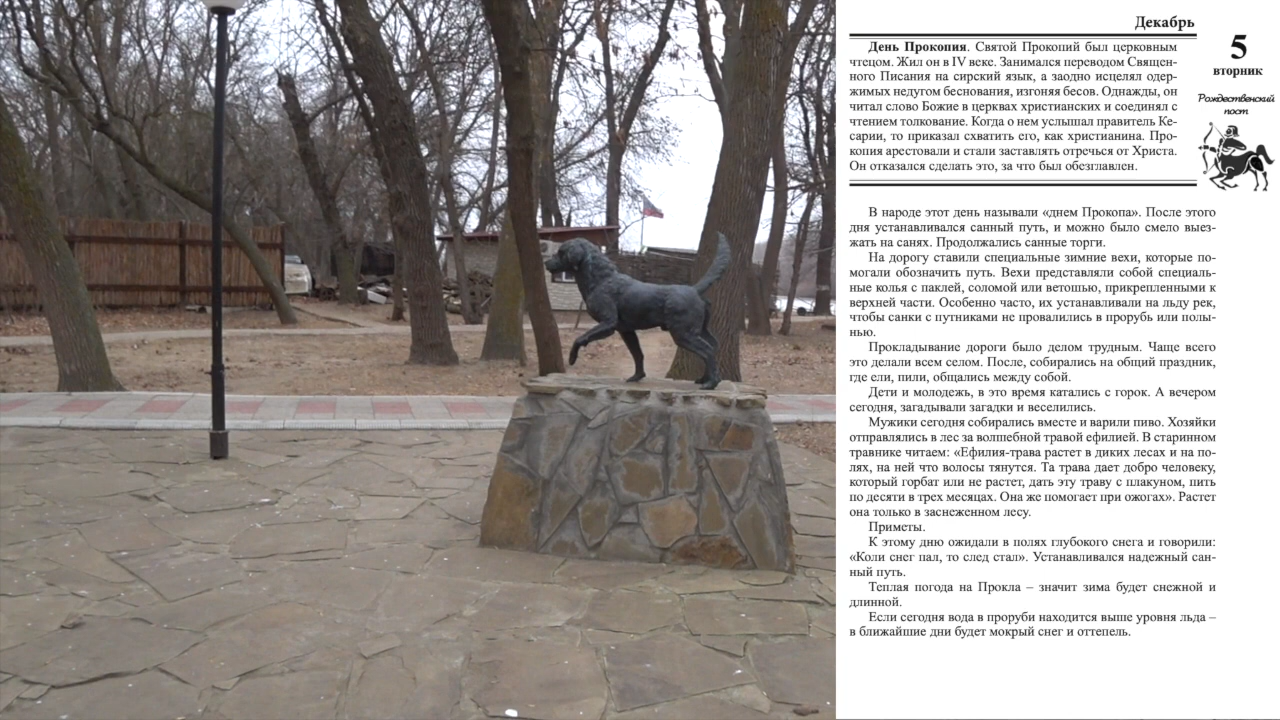 Декабрь
День Прокопия. Святой Прокопий был церковным
чтецом. Жил он в IV веке. Занимался переводом Священ-
ного Писания на сирский язык, а заодно исцелял одер-
жимых недугом беснования, изгоняя бесов. Однажды, он
читал слово Божие в церквах христианских и соединял с
чтением толкование. Когда о нем услышал правитель Ке-
сарии, то приказал схватить его, как христианина. Про-
копия арестовали и стали заставлять отречься от Христа.
Он отказался сделать это, за что был обезглавлен.
5
вторник
Рождественский
пост
В народе этот день называли «днем Прокопа». После этого
дня устанавливался санный путь, и можно было смело выез-
жать на санях. Продолжались санные торги.
На дорогу ставили специальные зимние вехи, которые по-
могали обозначить путь. Вехи представляли собой специаль-
ные колья с паклей, соломой или ветошью, прикрепленными к
верхней части. Особенно часто, их устанавливали на льду рек,
чтобы санки с путниками не провалились в прорубь или полы-
нью.
Прокладывание дороги было делом трудным. Чаще всего
это делали всем селом. После, собирались на общий праздник,
где ели, пили, общались между собой.
Дети и молодежь, в это время катались с горок. А вечером
сегодня, загадывали загадки и веселились.
Мужики сегодня собирались вместе и варили пиво. Хозяйки
отправлялись в лес за волшебной травой ефилией. В старинном
травнике читаем: «Ефилия-трава растет в диких лесах и на по-
лях, на ней что волосы тянутся. Та трава дает добро человеку,
который горбат или не растет, дать эту траву с плакуном, пить
по десяти в трех месяцах. Она же помогает при ожогах». Растет
она только в заснеженном лесу.
Приметы.
К этому дню ожидали в полях глубокого снега и говорили:
«Коли снег пал, то след стал». Устанавливался надежный сан-
ный путь.
Теплая погода на Прокла – значит зима будет снежной и
длинной.
Если сегодня вода в проруби находится выше уровня льда –
в ближайшие дни будет мокрый снег и оттепель.